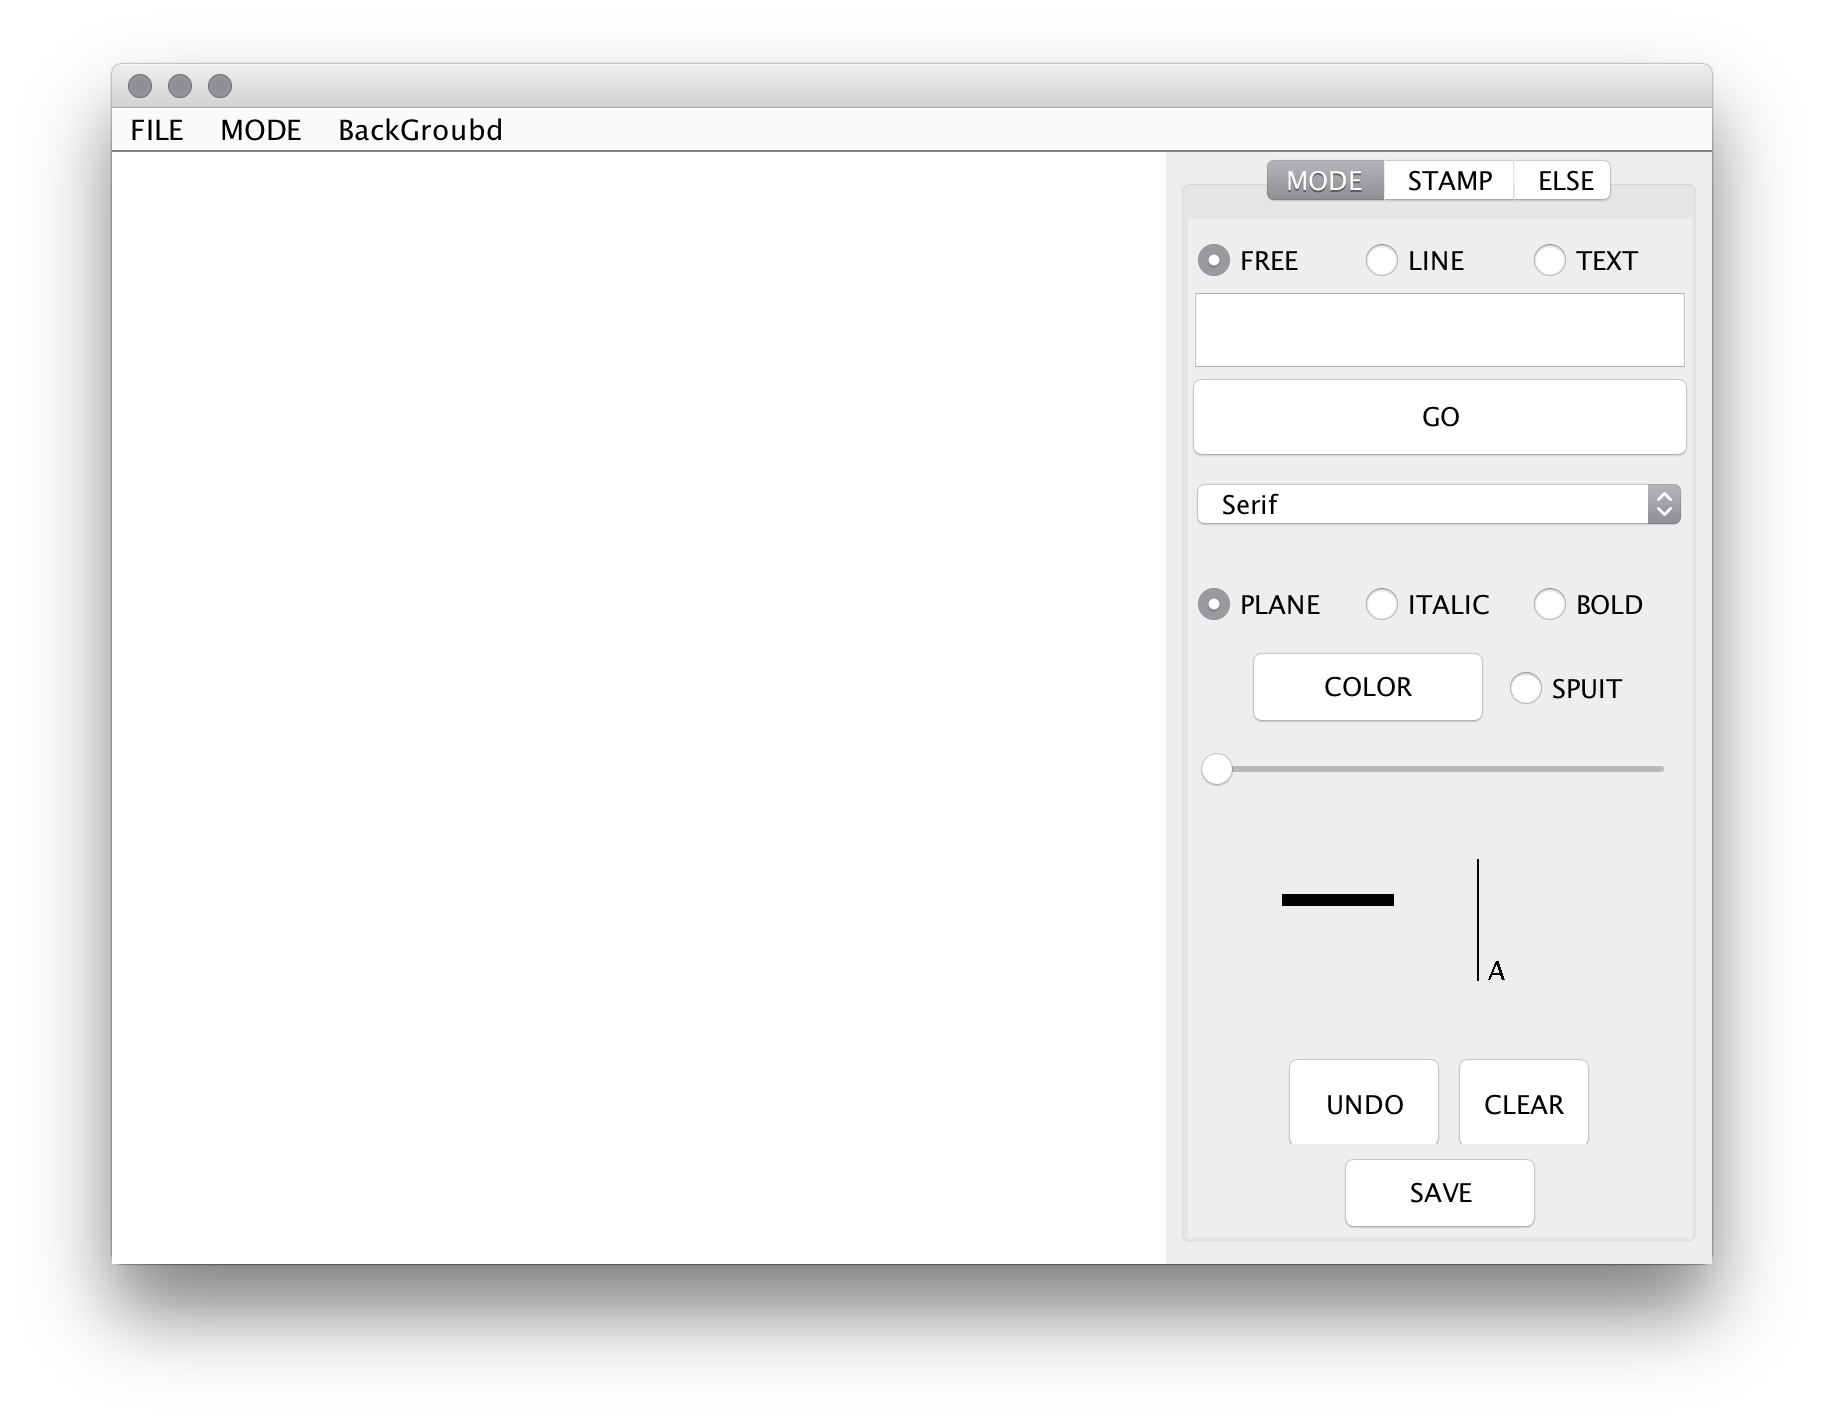 FILE MODE BackGroubd
MODE STAMP ELSE
FREE LINE TEXT
GO
Serif
PLANE ITALIC BOLD
COLOR SPUIT
A
UNDO CLEAR
SAVE